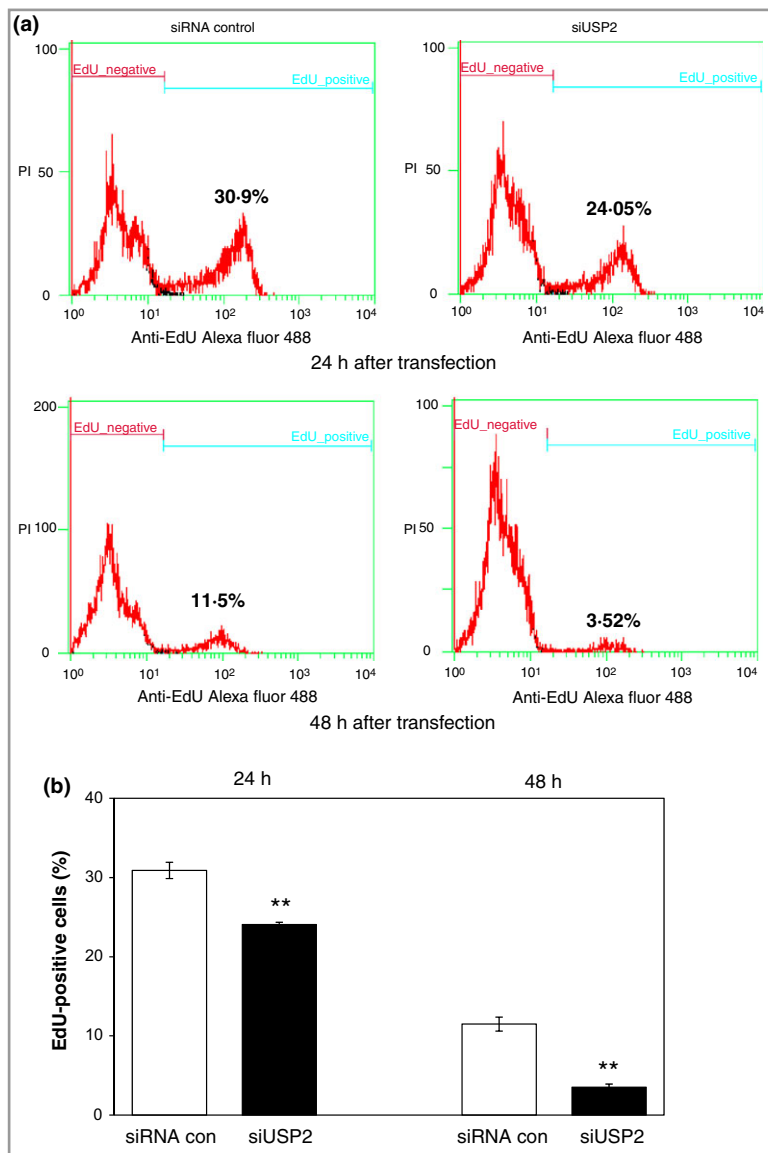 (a)
siRNA control
siUSP2
100
EdU_negative
EdU_positive
PI
50
30·9%
0
10⁰ 10¹ 10² 10³ 10⁴
Anti-EdU Alexa fluor 488
100
EdU_negative
EdU_positive
PI
50
24·05%
0
10⁰ 10¹ 10² 10³ 10⁴
Anti-EdU Alexa fluor 488
24 h after transfection
200
EdU_negative
EdU_positive
PI
100
11·5%
0
10⁰ 10¹ 10² 10³ 10⁴
Anti-EdU Alexa fluor 488
100
EdU_negative
EdU_positive
PI
50
3·52%
0
10⁰ 10¹ 10² 10³ 10⁴
Anti-EdU Alexa fluor 488
48 h after transfection
(b)
24 h
48 h
EdU-positive cells (%)
40
30
20
10
0
**
**
siRNA con
siUSP2
siRNA con
siUSP2